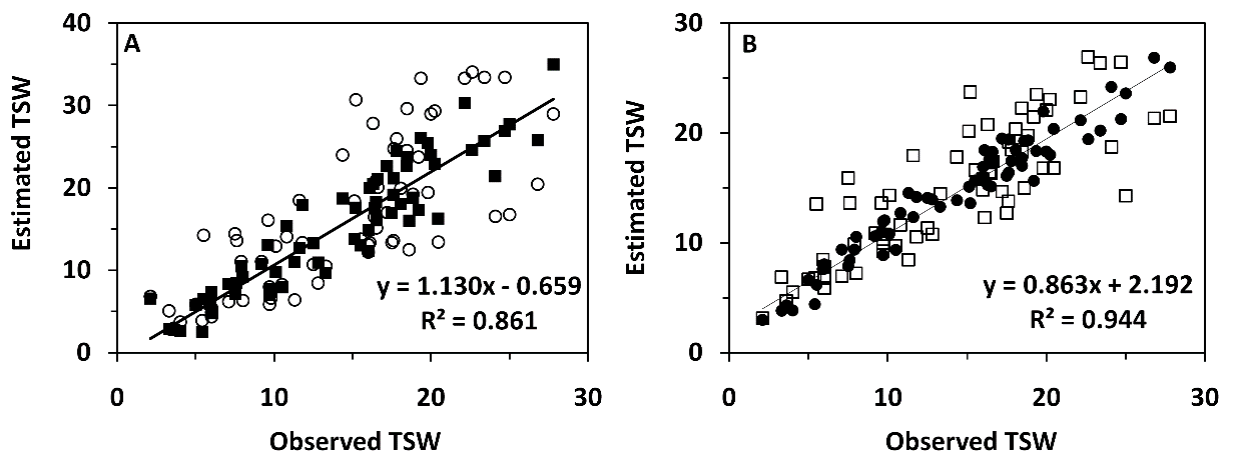 A
40
30
20
10
0
Estimated TSW
y = 1.130x - 0.659
R² = 0.861
0 10 20 30
Observed TSW
B
30
20
10
0
Estimated TSW
y = 0.863x + 2.192
R² = 0.944
0 10 20 30
Observed TSW